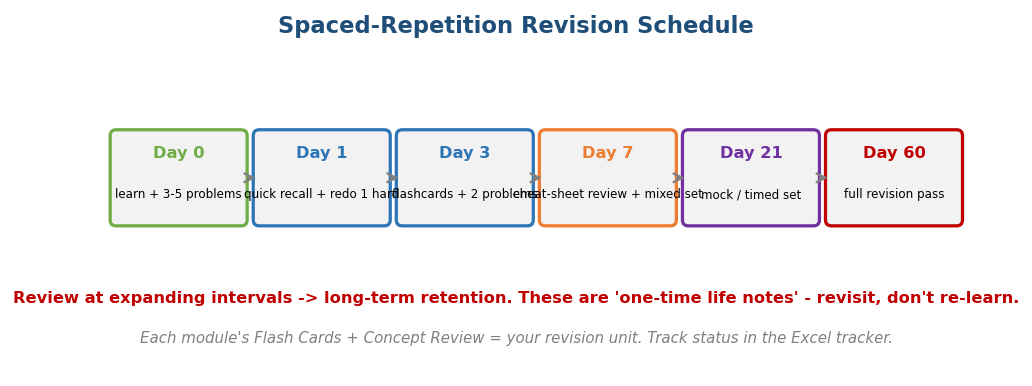 Spaced-Repetition Revision Schedule
Day 0
learn + 3-5 problems
Day 1
quick recall + redo 1 hard
Day 3
flashcards + 2 problems
Day 7
cheat-sheet review + mixed set
Day 21
mock / timed set
Day 60
full revision pass
Review at expanding intervals -> long-term retention. These are 'one-time life notes' - revisit, don't re-learn.
Each module's Flash Cards + Concept Review = your revision unit. Track status in the Excel tracker.